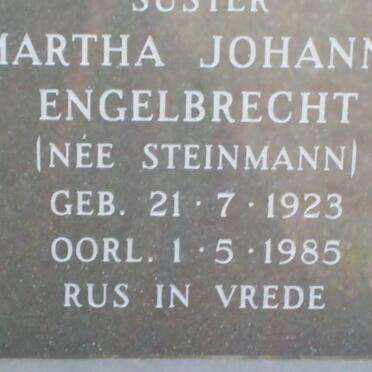 SUSTER
MARTHA JOHANN
ENGELBRECHT
(NÉE STEINMANN)
GEB. 21·7·1923
OORL. 1·5·1985
RUS IN VREDE